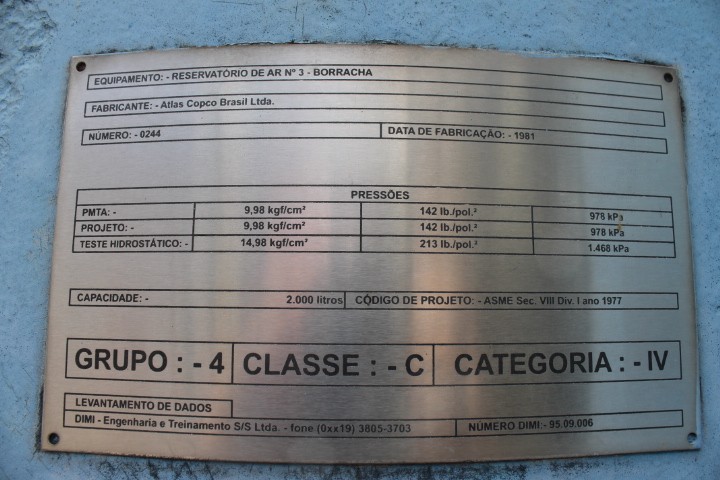 EQUIPAMENTO: - RESERVATÓRIO DE AR Nº 3 - BORRACHA
FABRICANTE: - Atlas Copco Brasil Ltda.
NÚMERO: - 0244 DATA DE FABRICAÇÃO: - 1981
PRESSÕES
PMTA: - 9,98 kgf/cm² 142 lb./pol.² 978 kPa
PROJETO: - 9,98 kgf/cm² 142 lb./pol.² 978 kPa
TESTE HIDROSTÁTICO: - 14,98 kgf/cm² 213 lb./pol.² 1.468 kPa
CAPACIDADE: - 2.000 litros CÓDIGO DE PROJETO: - ASME Sec. VIII Div. I ano 1977
GRUPO : - 4 CLASSE : - C CATEGORIA : - IV
LEVANTAMENTO DE DADOS
DIMI - Engenharia e Treinamento S/S Ltda. - fone (0xx19) 3805-3703 NÚMERO DIMI:- 95.09.006